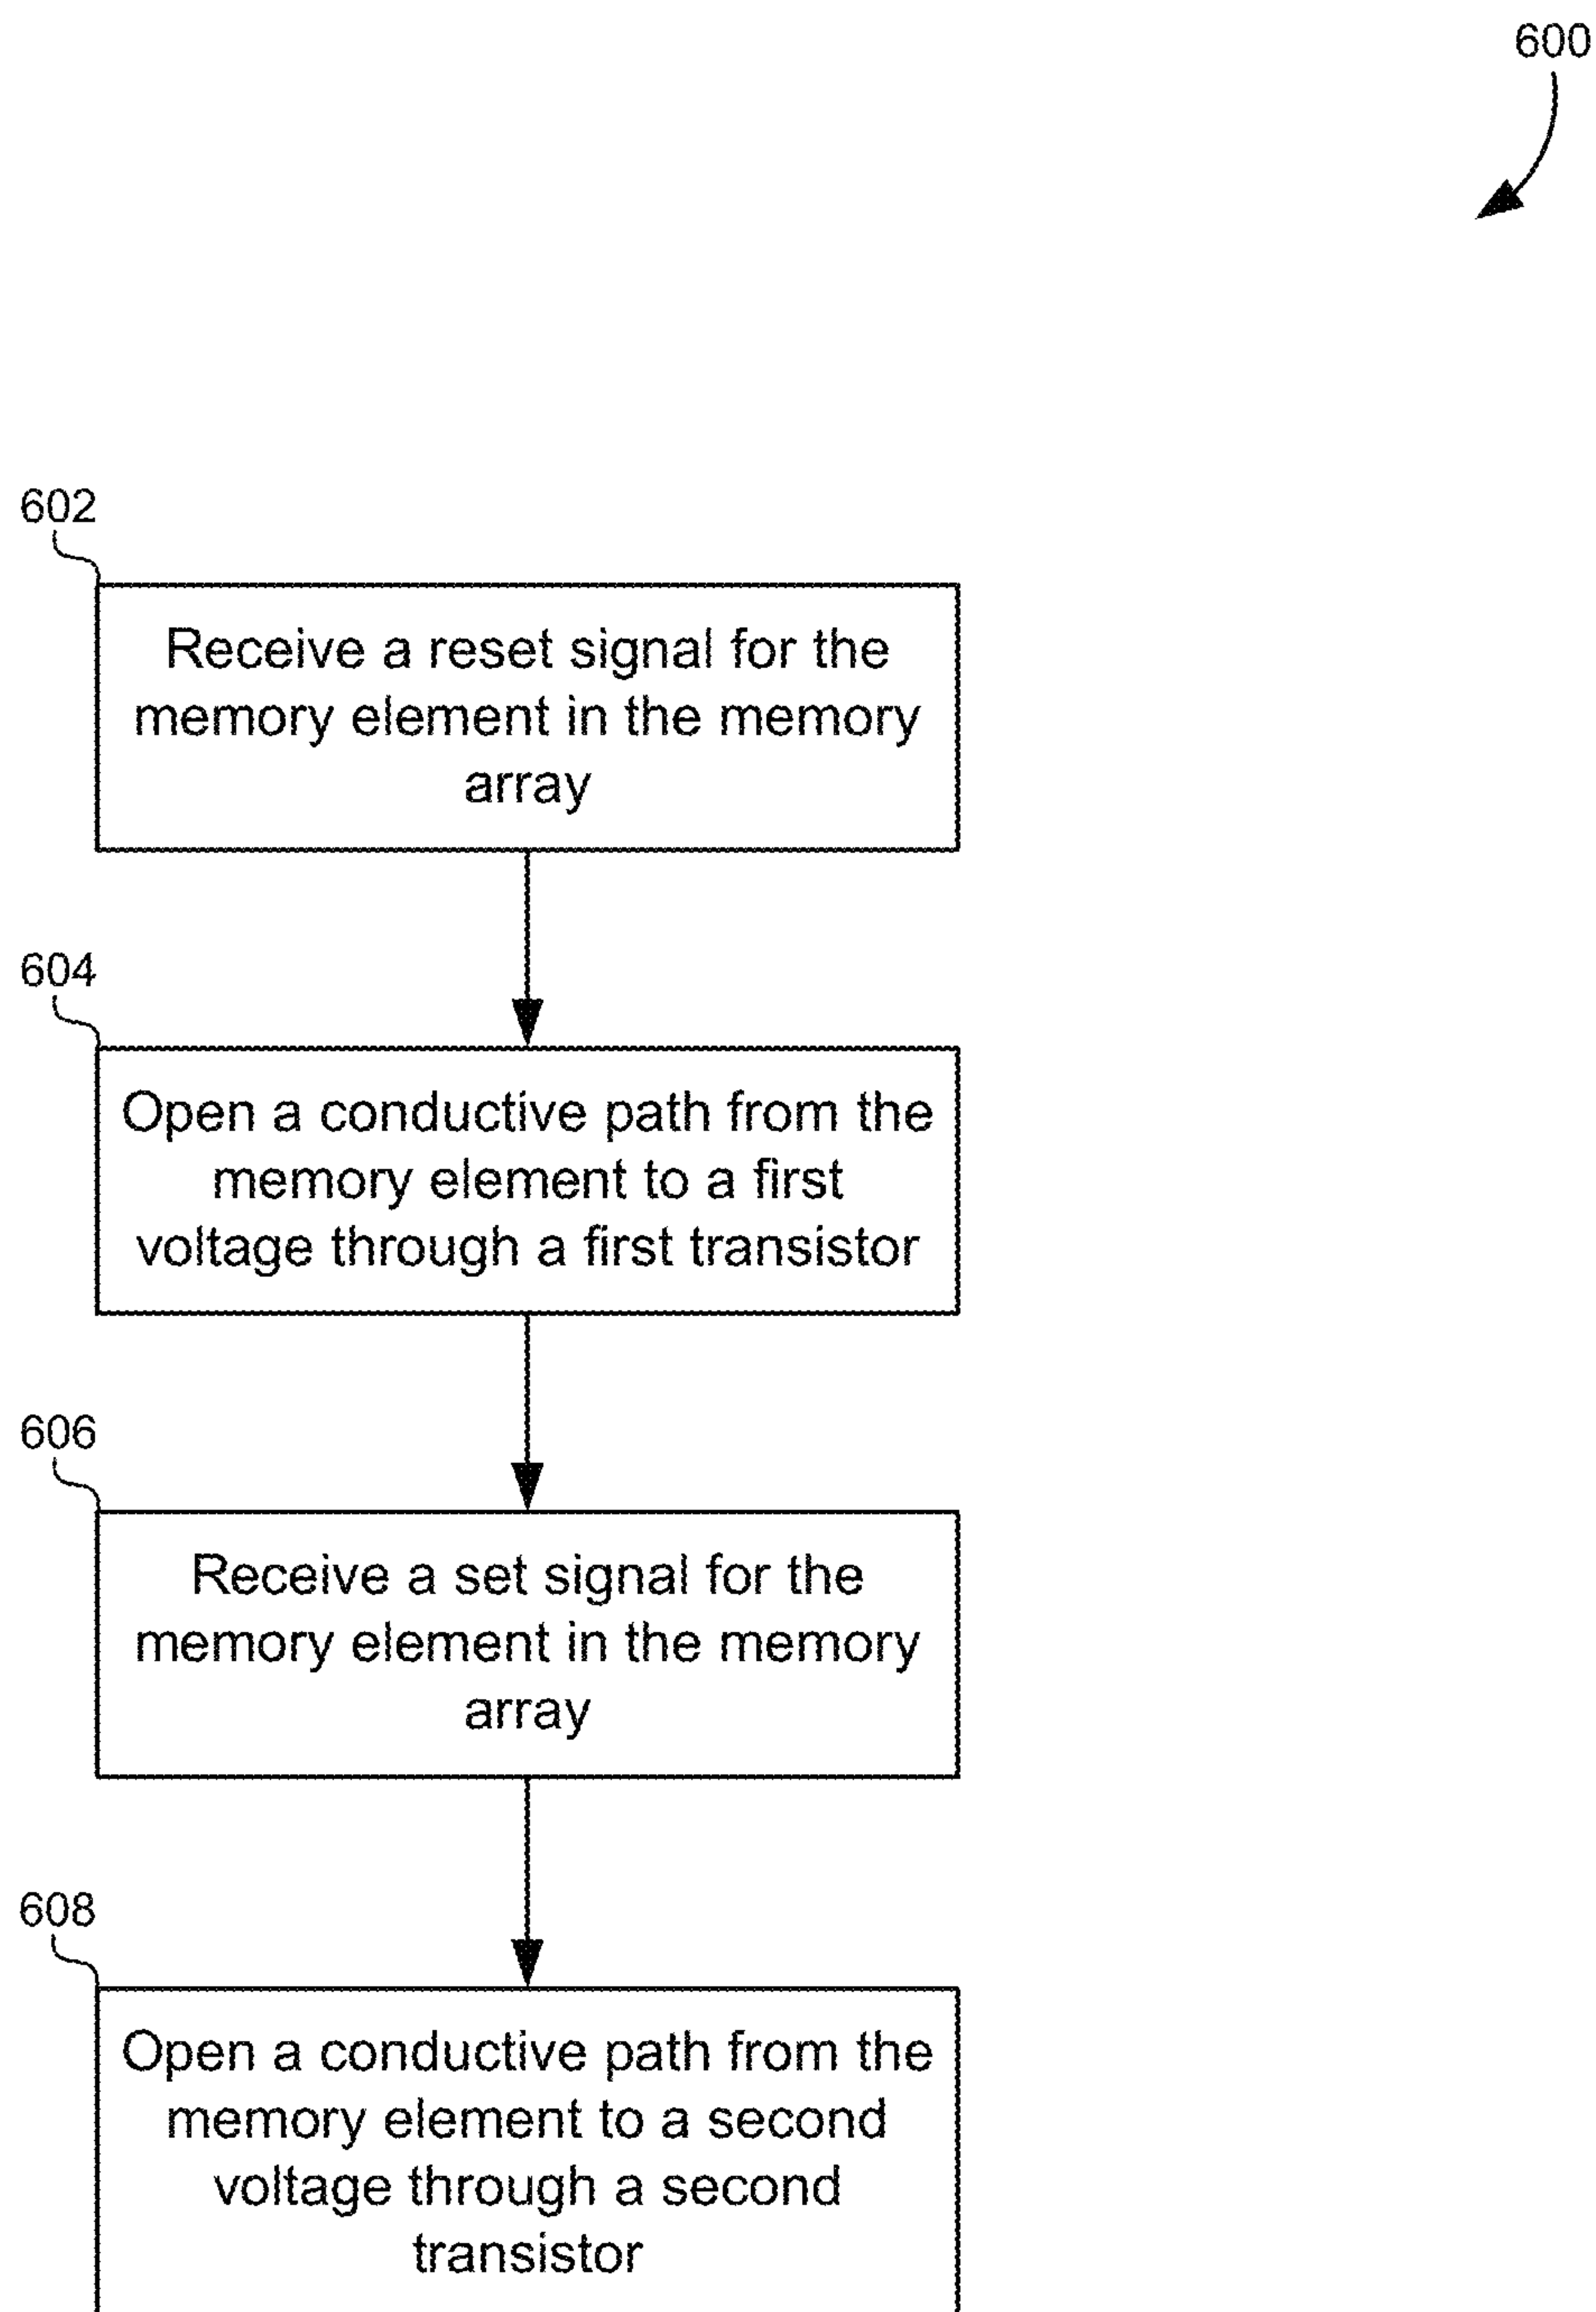 600
602
Receive a reset signal for the
memory element in the memory
array
604
Open a conductive path from the
memory element to a first
voltage through a first transistor
606
Receive a set signal for the
memory element in the memory
array
608
Open a conductive path from the
memory element to a second
voltage through a second
transistor